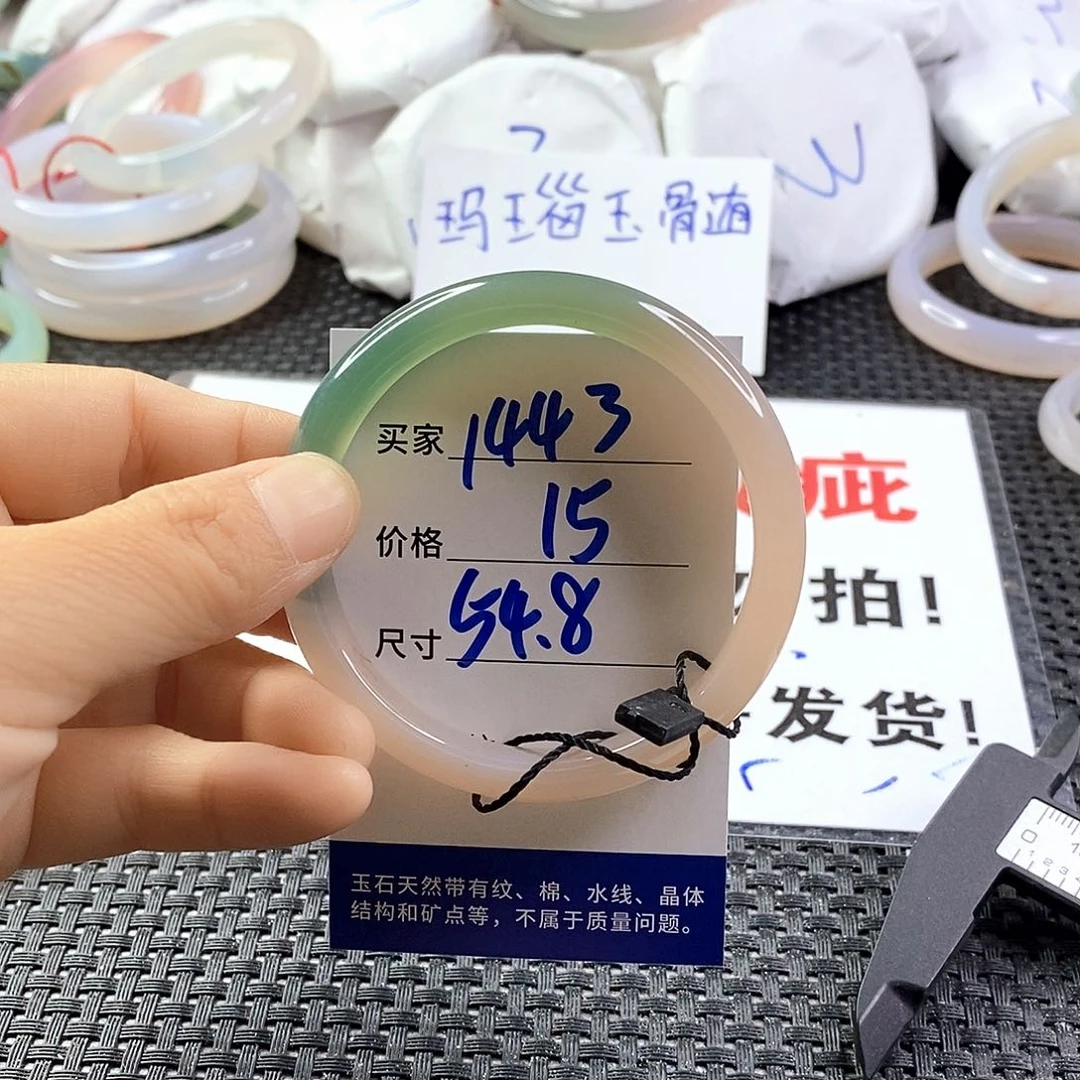 玛瑙玉骨髓
买家 1443
价格 15
尺寸 54.8
玉石天然带有纹、棉、水线、晶体
结构和矿点等，不属于质量问题。
疵
拍！
发货！
0